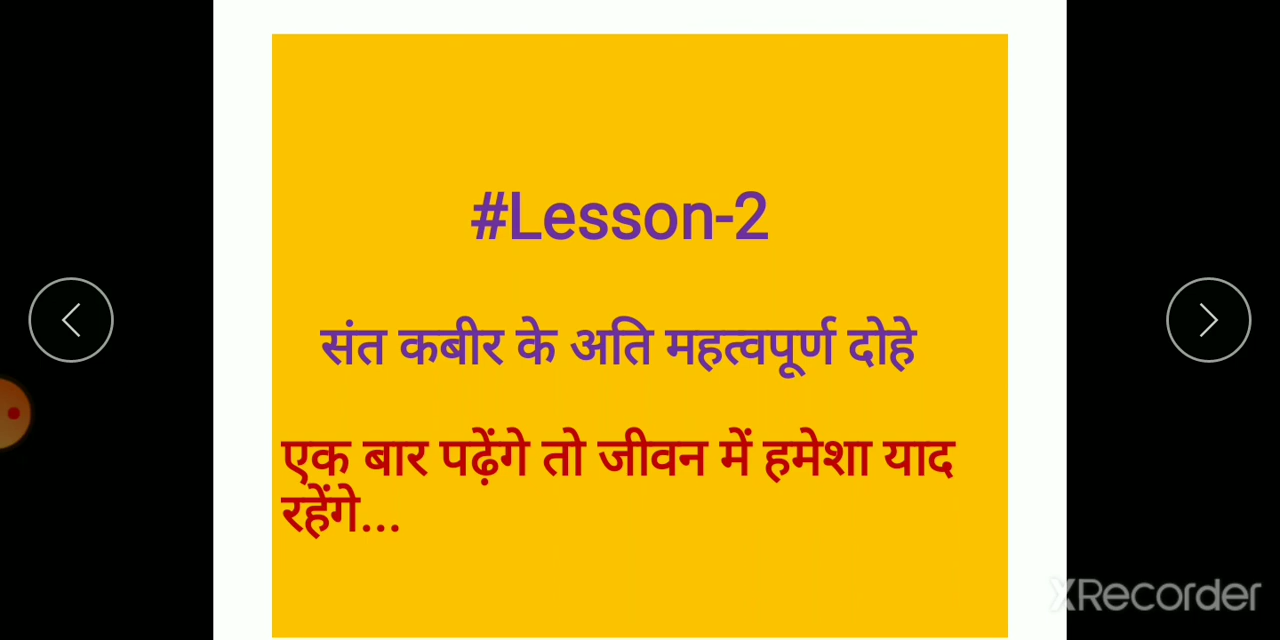 #Lesson-2
संत कबीर के अति महत्वपूर्ण दोहे
एक बार पढ़ेंगे तो जीवन में हमेशा याद
रहेंगे...
XRecorder